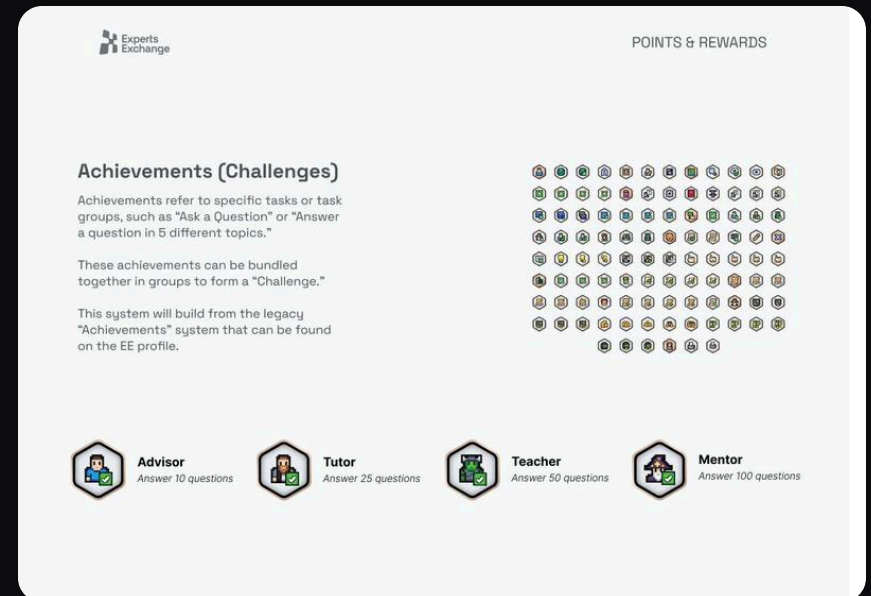 Experts
Exchange
POINTS & REWARDS
Achievements (Challenges)
Achievements refer to specific tasks or task
groups, such as “Ask a Question” or “Answer
a question in 5 different topics.”
These achievements can be bundled
together in groups to form a “Challenge.”
This system will build from the legacy
“Achievements” system that can be found
on the EE profile.
Advisor
Answer 10 questions
Tutor
Answer 25 questions
Teacher
Answer 50 questions
Mentor
Answer 100 questions